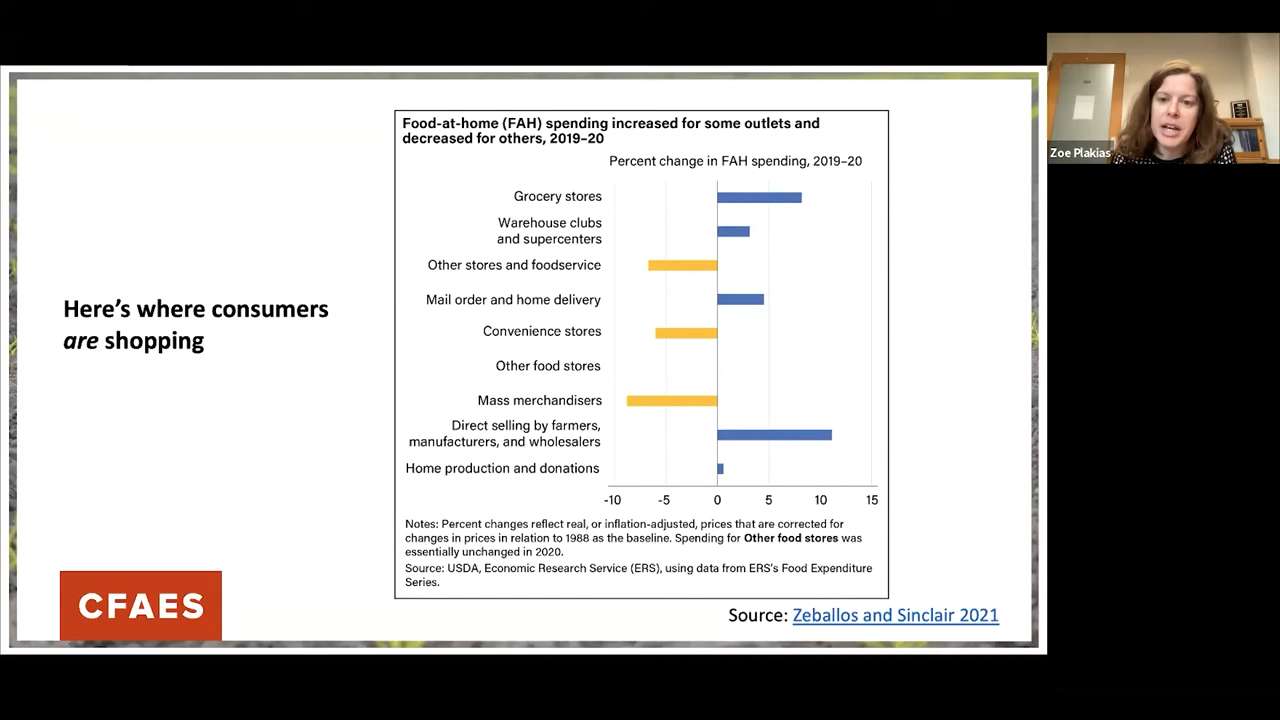 Here’s where consumers
are shopping
CFAES
Food-at-home (FAH) spending increased for some outlets and
decreased for others, 2019–20
Percent change in FAH spending, 2019–20
Grocery stores
Warehouse clubs
and supercenters
Other stores and foodservice
Mail order and home delivery
Convenience stores
Other food stores
Mass merchandisers
Direct selling by farmers,
manufacturers, and wholesalers
Home production and donations
-10 -5 0 5 10 15
Notes: Percent changes reflect real, or inflation-adjusted, prices that are corrected for
changes in prices in relation to 1988 as the baseline. Spending for Other food stores was
essentially unchanged in 2020.
Source: USDA, Economic Research Service (ERS), using data from ERS’s Food Expenditure
Series.
Source: Zeballos and Sinclair 2021
Zoe Plakias